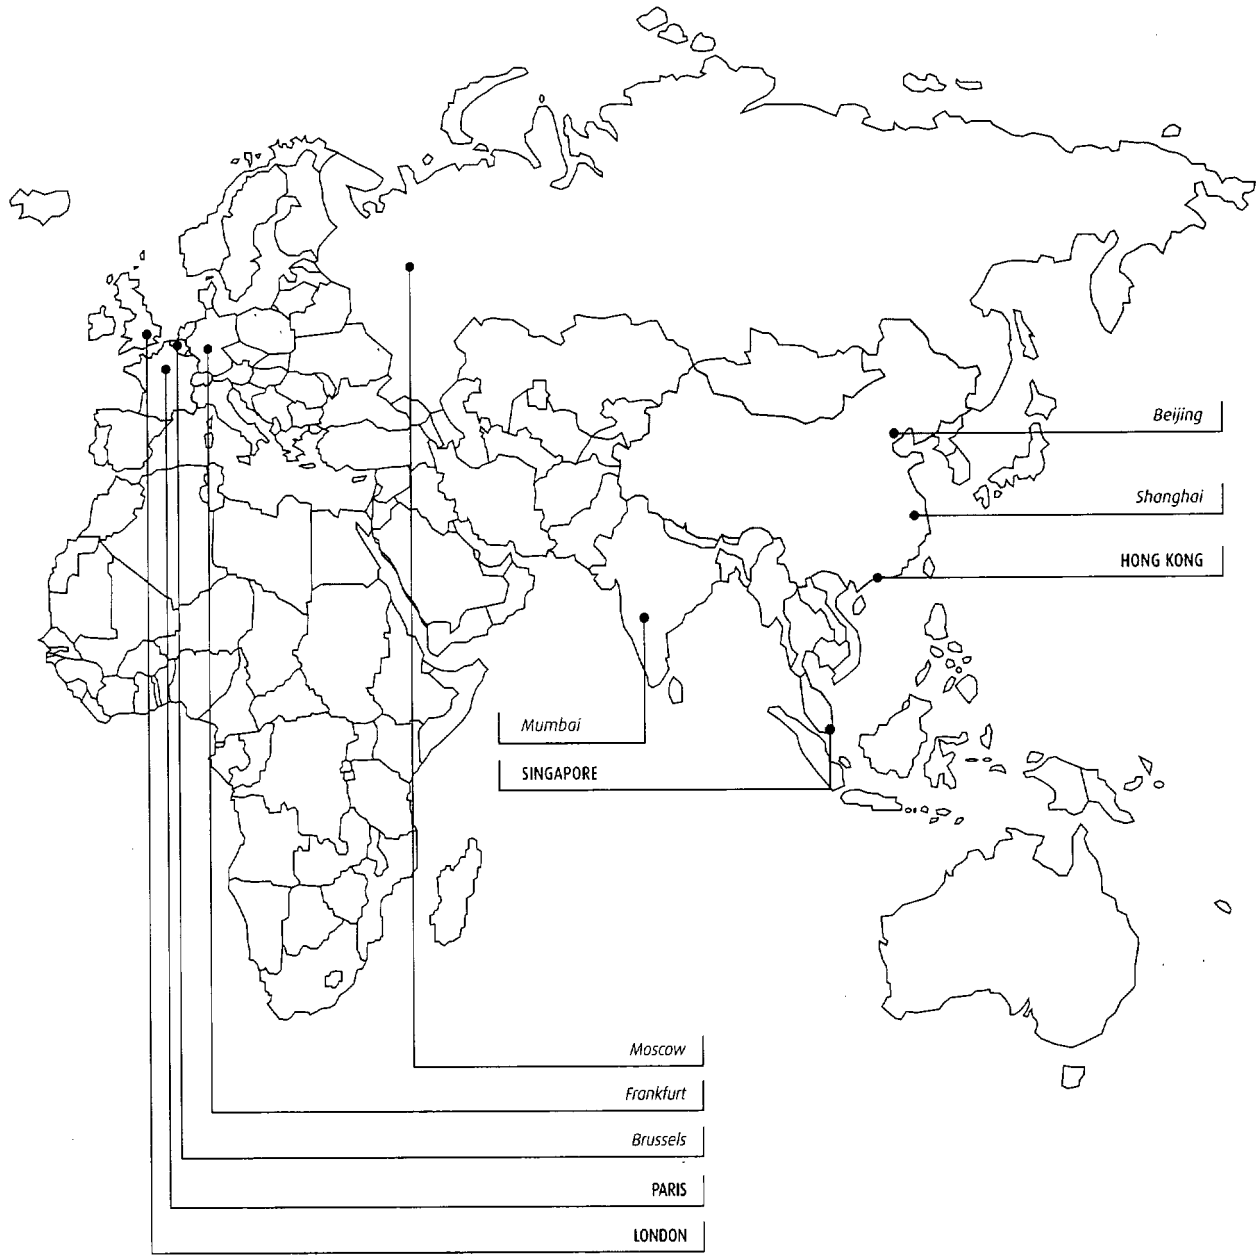 Beijing
Shanghai
HONG KONG
Mumbai
SINGAPORE
Moscow
Frankfurt
Brussels
PARIS
LONDON